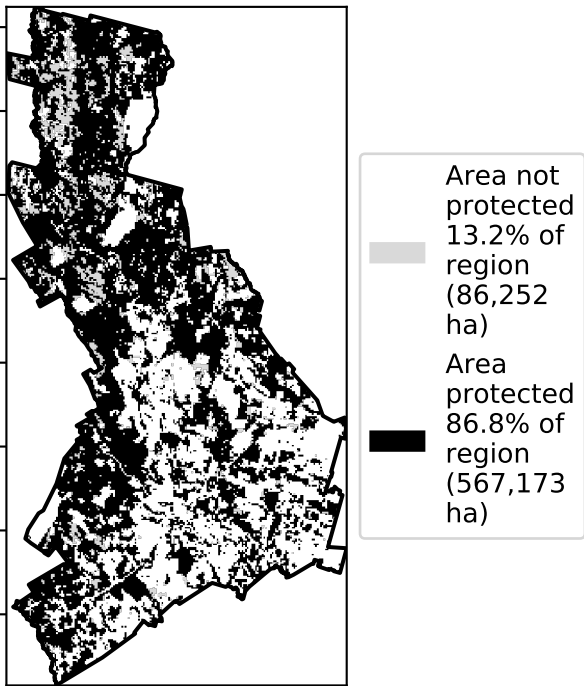 Area not
protected
13.2% of
region
(86,252
ha)
Area
protected
86.8% of
region
(567,173
ha)